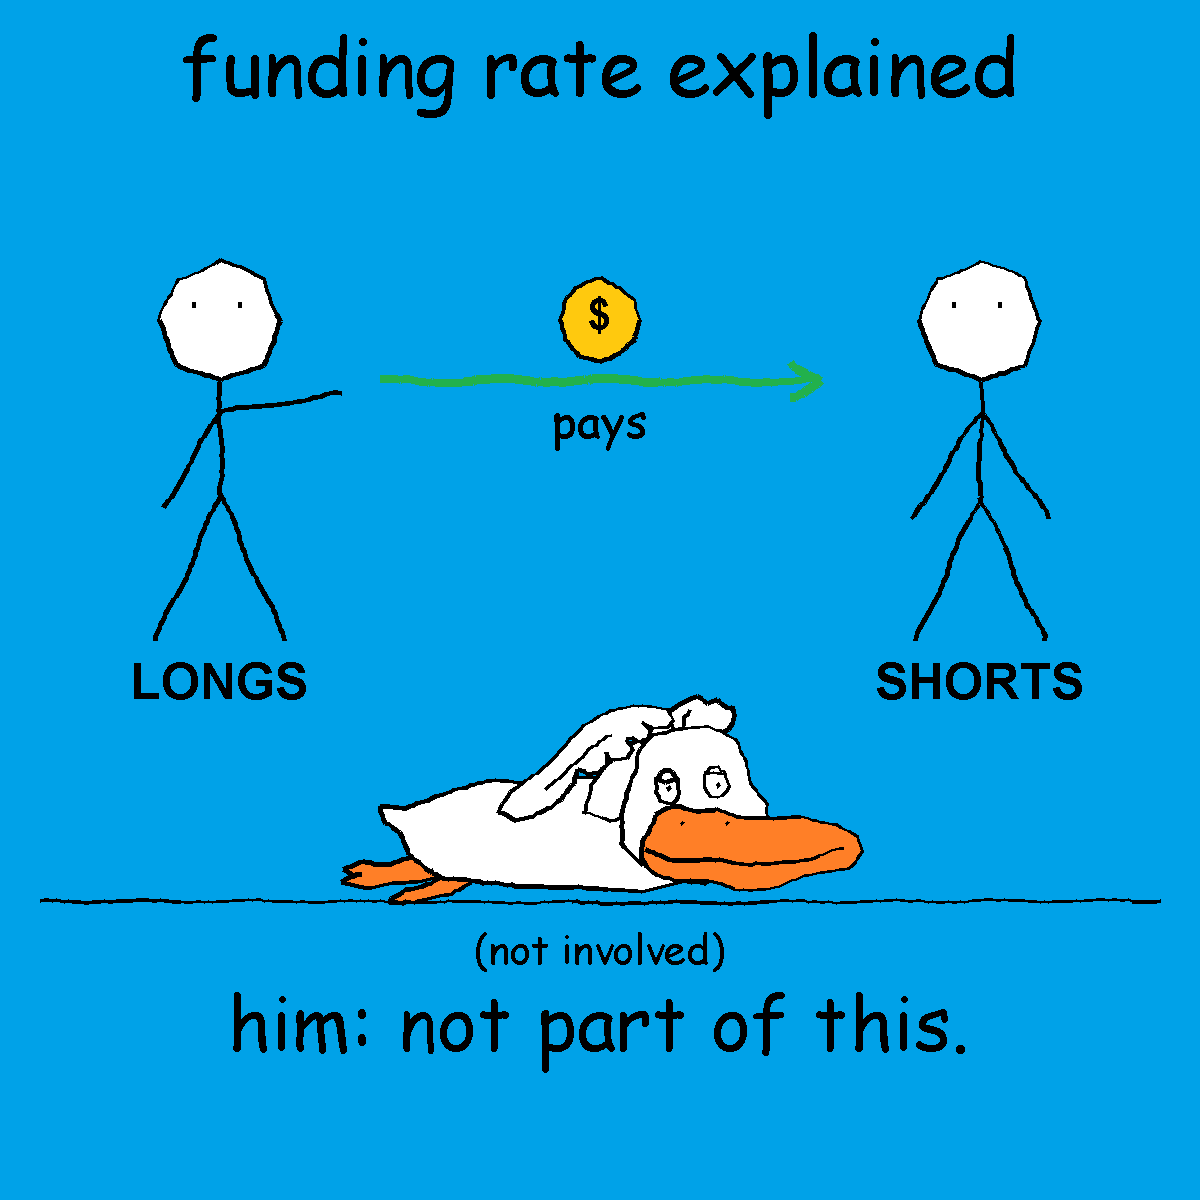 funding rate explained
$
pays
LONGS
SHORTS
(not involved)
him: not part of this.